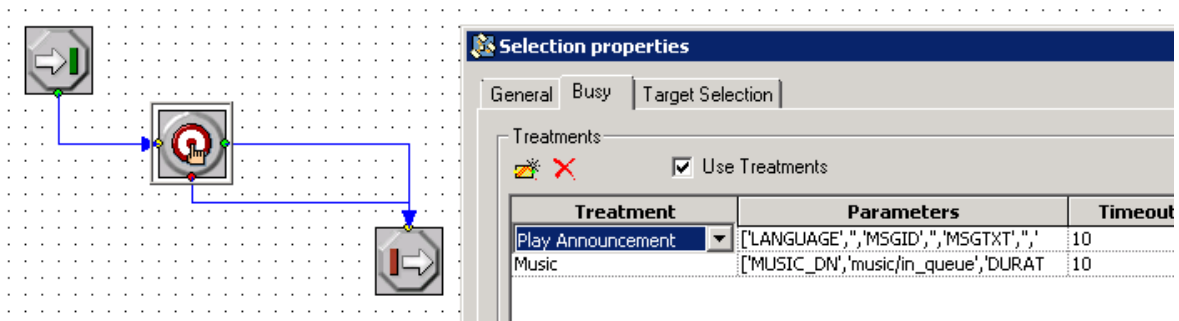 Selection properties
General Busy Target Selection
Treatments
Use Treatments
Treatment Parameters Timeout
Play Announcement ['LANGUAGE','','MSGID','','MSGTXT','','
10
Music ['MUSIC_DN','music/in_queue','DURAT 10